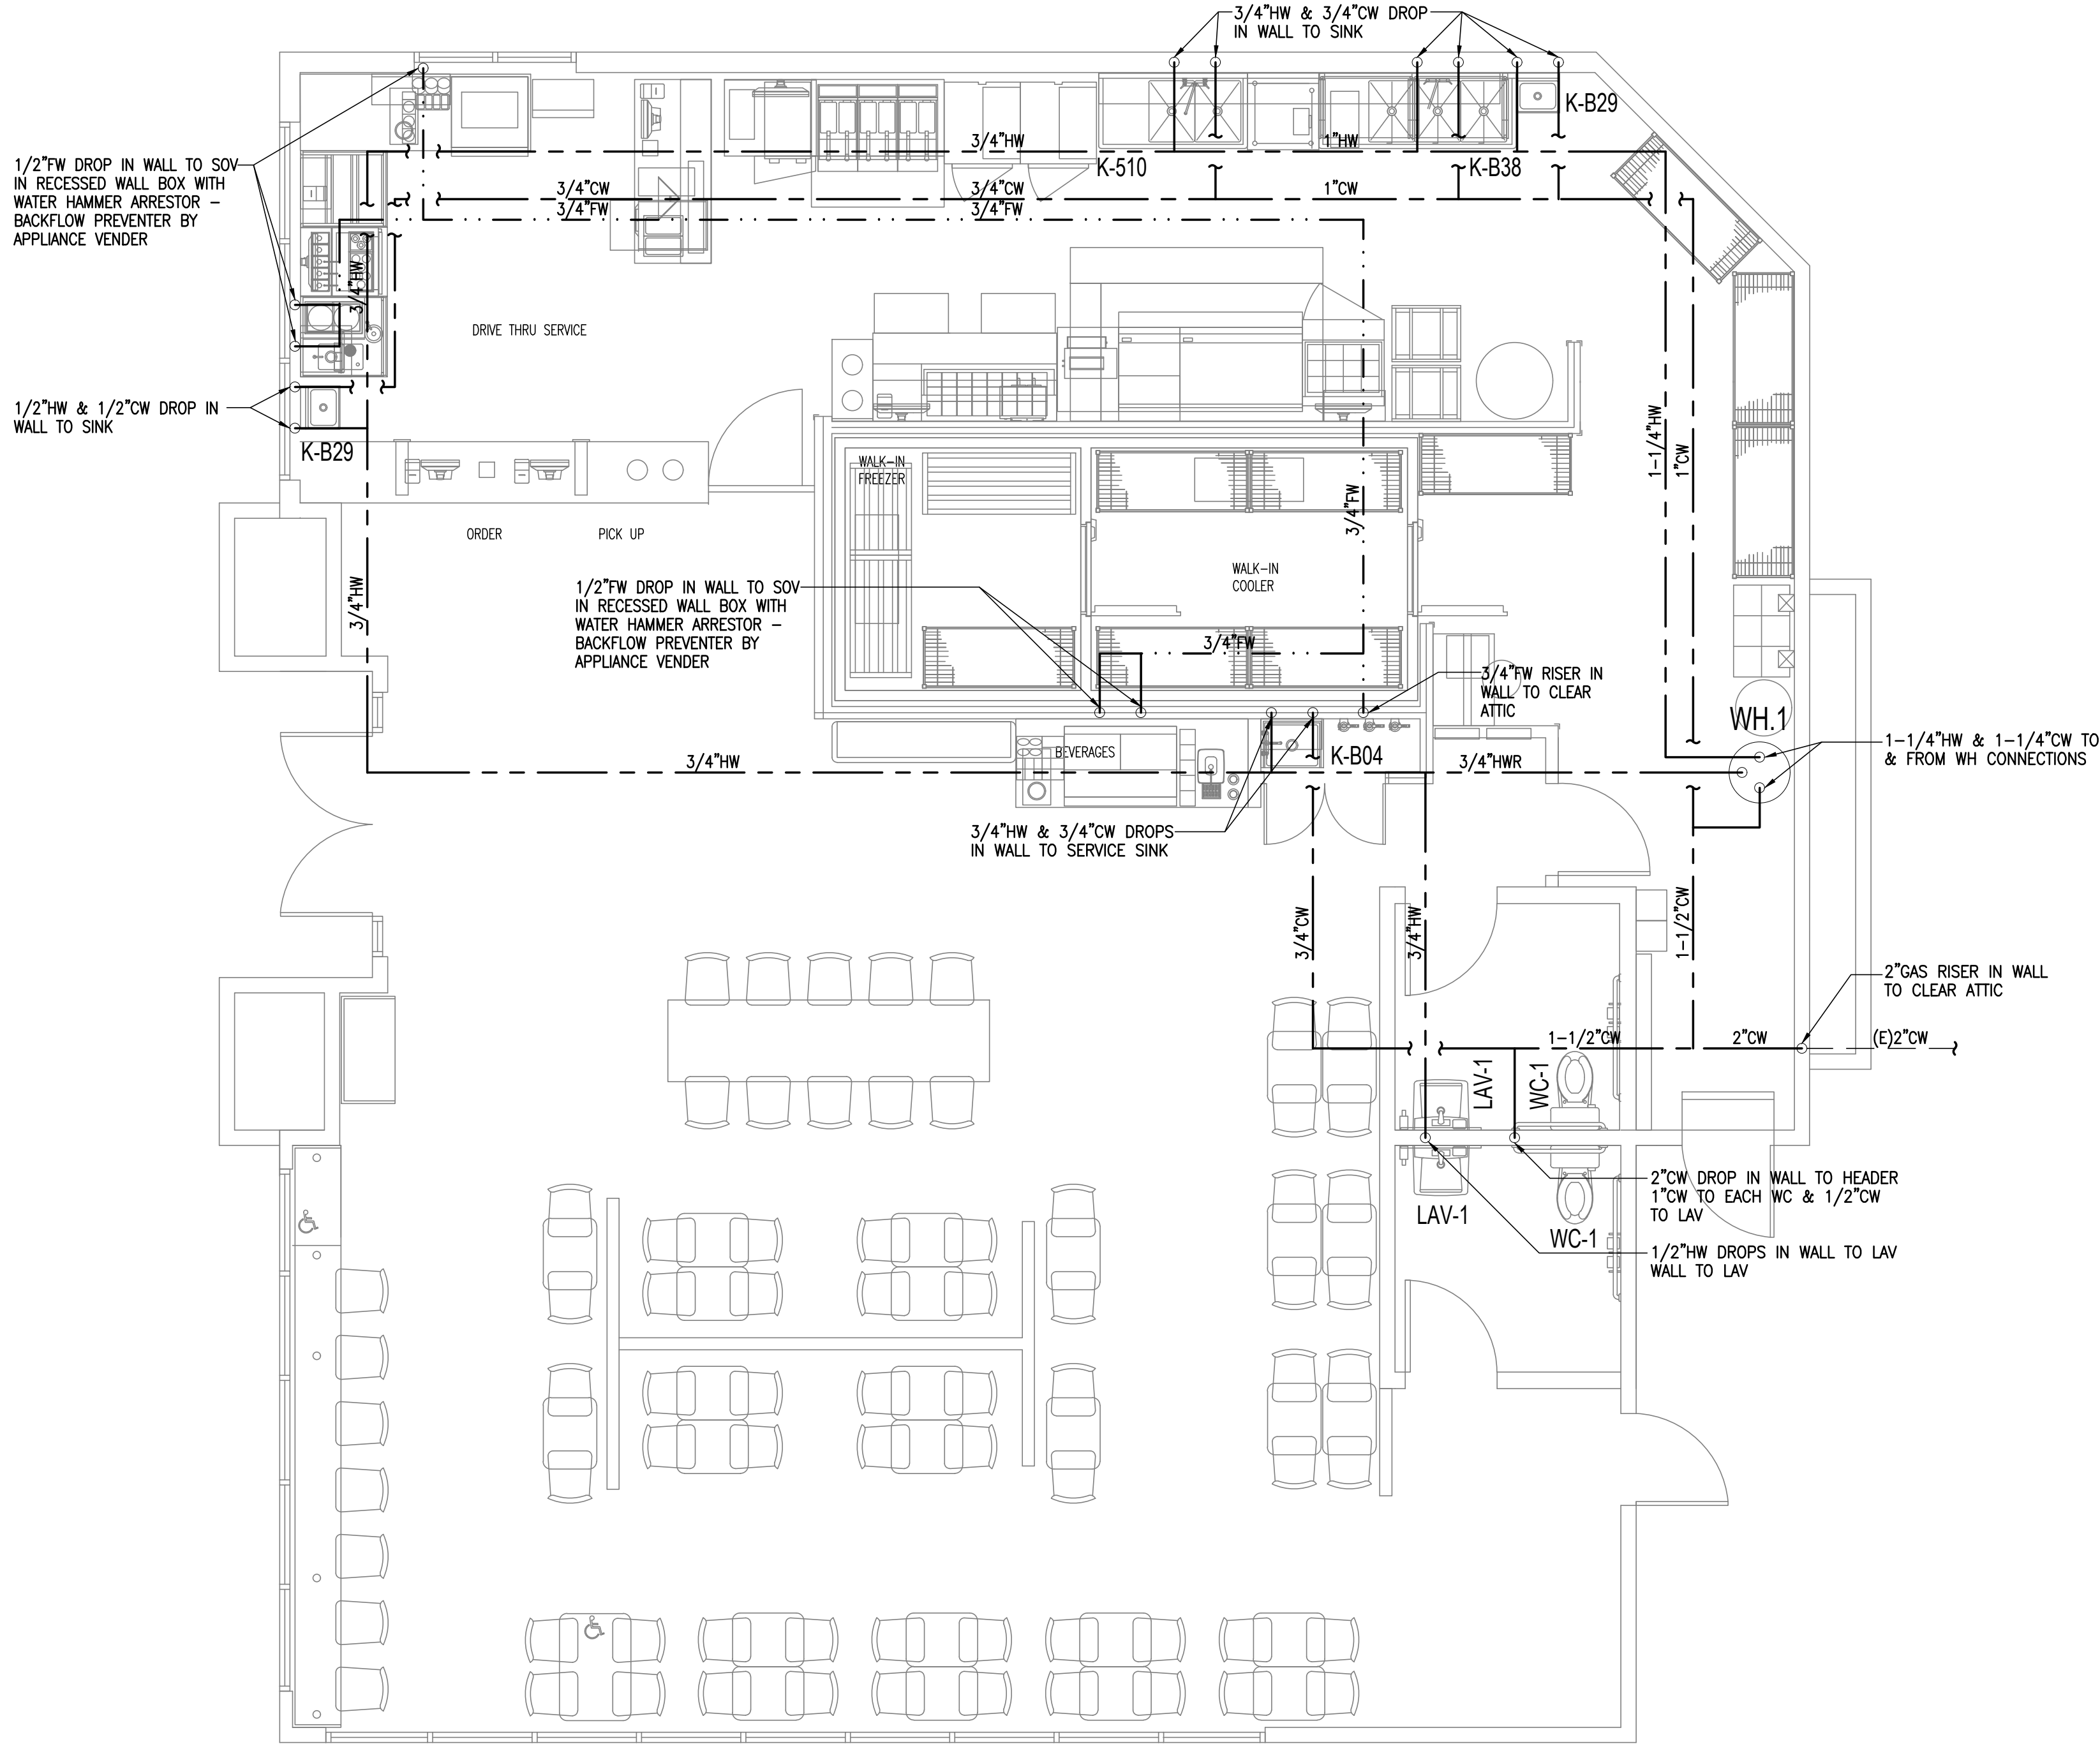 3/4"HW & 3/4"CW DROP
IN WALL TO SINK
K-B29
1/2"FW DROP IN WALL TO SOV
IN RECESSED WALL BOX WITH
WATER HAMMER ARRESTOR –
BACKFLOW PREVENTER BY
APPLIANCE VENDER
3/4"HW
1"HW
K-510
K-B38
3/4"CW
3/4"CW
1"CW
3/4"FW
3/4"FW
3/4"HW
DRIVE THRU SERVICE
1/2"HW & 1/2"CW DROP IN
WALL TO SINK
K-B29
1-1/4"HW
1"CW
WALK-IN
FREEZER
3/4"FW
ORDER
PICK UP
WALK-IN
COOLER
3/4"HW
1/2"FW DROP IN WALL TO SOV
IN RECESSED WALL BOX WITH
WATER HAMMER ARRESTOR –
BACKFLOW PREVENTER BY
APPLIANCE VENDER
3/4"FW
3/4"FW RISER IN
WALL TO CLEAR
ATTIC
WH.1
BEVERAGES
K-B04
3/4"HW
3/4"HWR
1-1/4"HW & 1-1/4"CW TO
& FROM WH CONNECTIONS
3/4"HW & 3/4"CW DROPS
IN WALL TO SERVICE SINK
3/4"CW
3/4"HW
1-1/2"CW
2"GAS RISER IN WALL
TO CLEAR ATTIC
1-1/2"CW
2"CW
(E)2"CW
LAV-1
WC-1
2"CW DROP IN WALL TO HEADER
1"CW TO EACH WC & 1/2"CW
TO LAV
LAV-1
WC-1
1/2"HW DROPS IN WALL TO LAV
WALL TO LAV